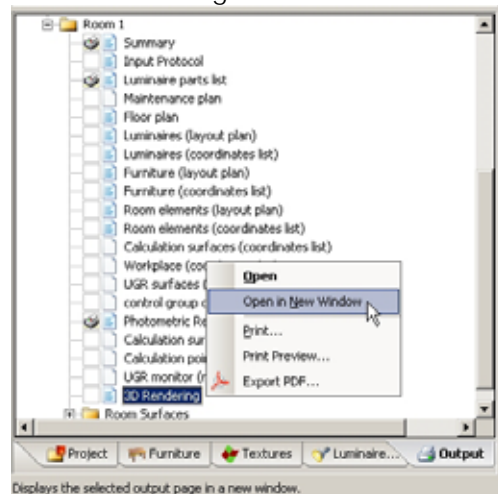 Room 1
Summary
Input Protocol
Luminaire parts list
Maintenance plan
Floor plan
Luminaires (layout plan)
Luminaires (coordinates list)
Furniture (layout plan)
Furniture (coordinates list)
Room elements (layout plan)
Room elements (coordinates list)
Calculation surfaces (coordinates list)
Workplace (coo
UGR surfaces (
control group
Photometric Re
Calculation sur
Calculation poi
UGR monitor (
3D Rendering
Room Surfaces
Open
Open in New Window
Print...
Print Preview...
Export PDF...
Project Furniture Textures Luminaire... Output
Displays the selected output page in a new window.